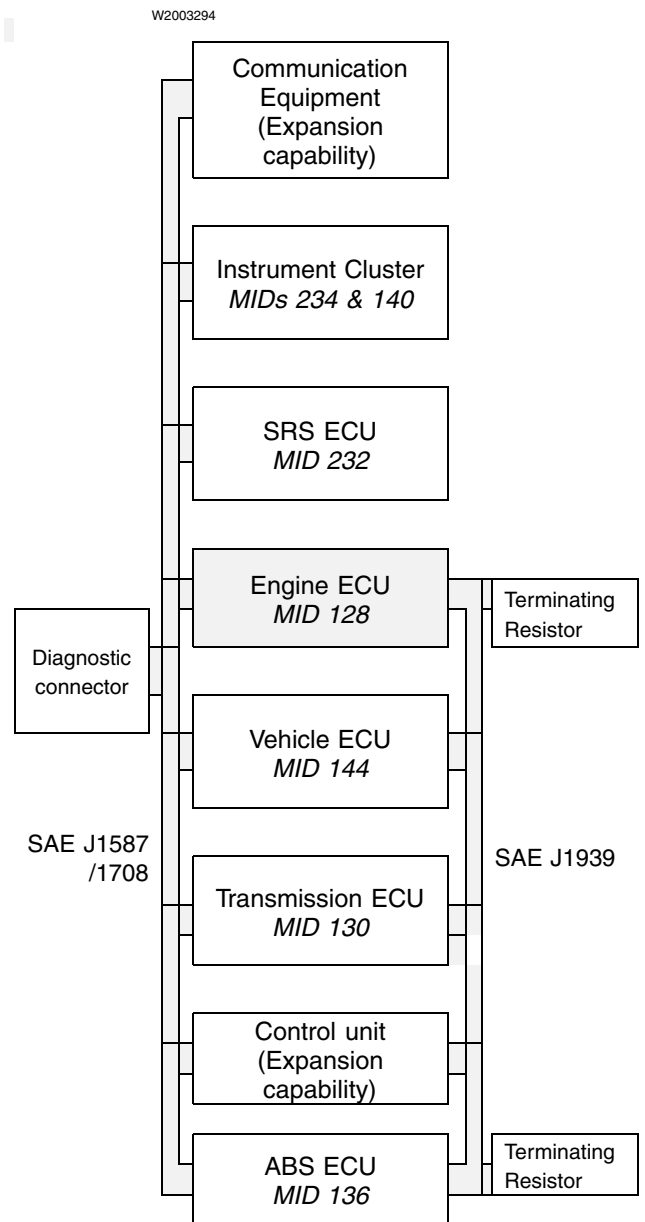 W2003294
Communication
Equipment
(Expansion
capability)
Instrument Cluster
MIDs 234 & 140
SRS ECU
MID 232
Engine ECU
MID 128
Terminating
Resistor
Diagnostic
connector
Vehicle ECU
MID 144
SAE J1587
/1708
SAE J1939
Transmission ECU
MID 130
Control unit
(Expansion
capability)
ABS ECU
MID 136
Terminating
Resistor